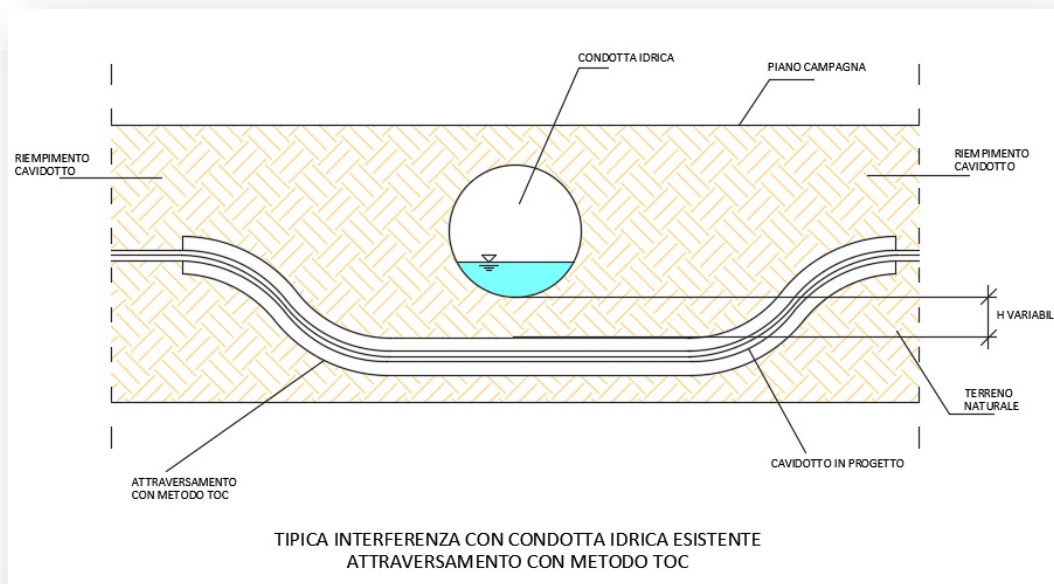 CONDOTTA IDRICA
PIANO CAMPAGNA
RIEMPIMENTO
CAVIDOTTO
RIEMPIMENTO
CAVIDOTTO
H VARIABIL
TERRENO
NATURALE
CAVIDOTTO IN PROGETTO
ATTRAVERSAMENTO
CON METODO TOC
TIPICA INTERFERENZA CON CONDOTTA IDRICA ESISTENTE
ATTRAVERSAMENTO CON METODO TOC